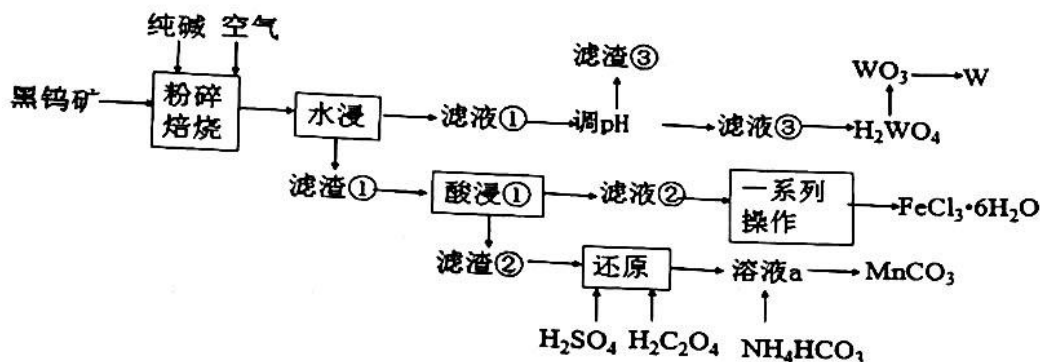 纯碱 空气
滤渣③
WO₃ W
黑钨矿 粉碎焙烧 水浸 滤液① 调pH 滤液③ H₂WO₄
滤渣① 酸浸① 滤液② 一系列操作 FeCl₃•6H₂O
滤渣② 还原 溶液a MnCO₃
H₂SO₄ H₂C₂O₄ NH₄HCO₃